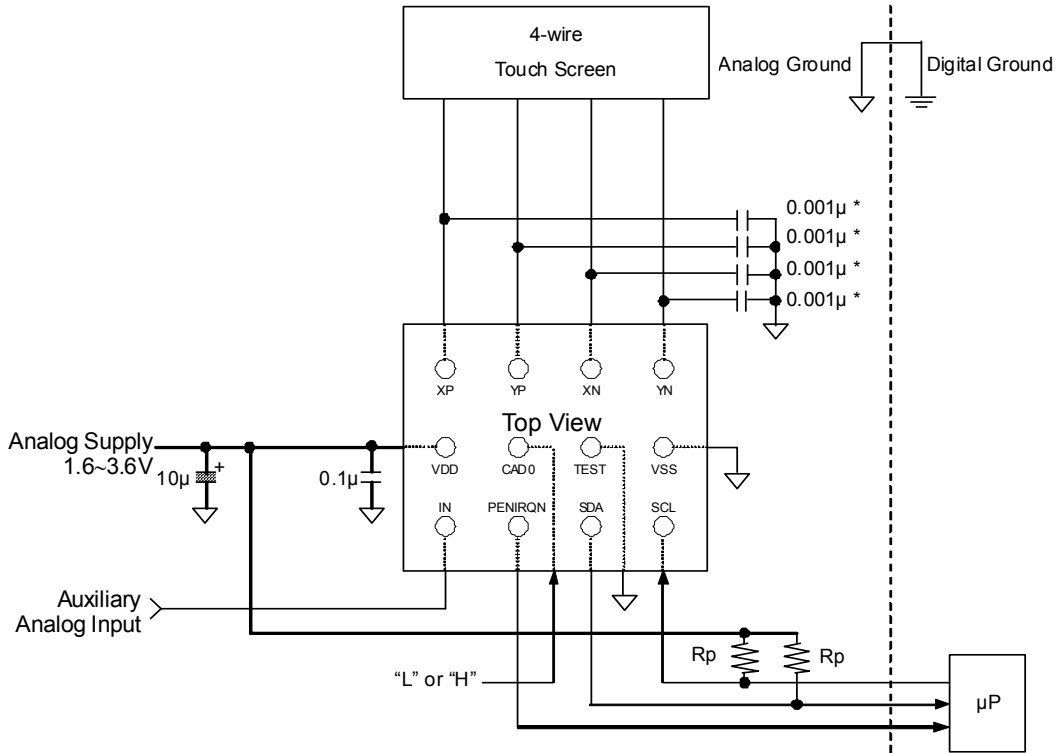 4-wire
Touch Screen
Analog Ground
Digital Ground
0.001µ *
0.001µ *
0.001µ *
0.001µ *
XP YP XN YN
Top View
Analog Supply
1.6~3.6V
10µ +
0.1µ
VDD CAD0 TEST VSS
IN PENIRQN SDA SCL
Auxiliary
Analog Input
Rp Rp
“L” or “H”
µP